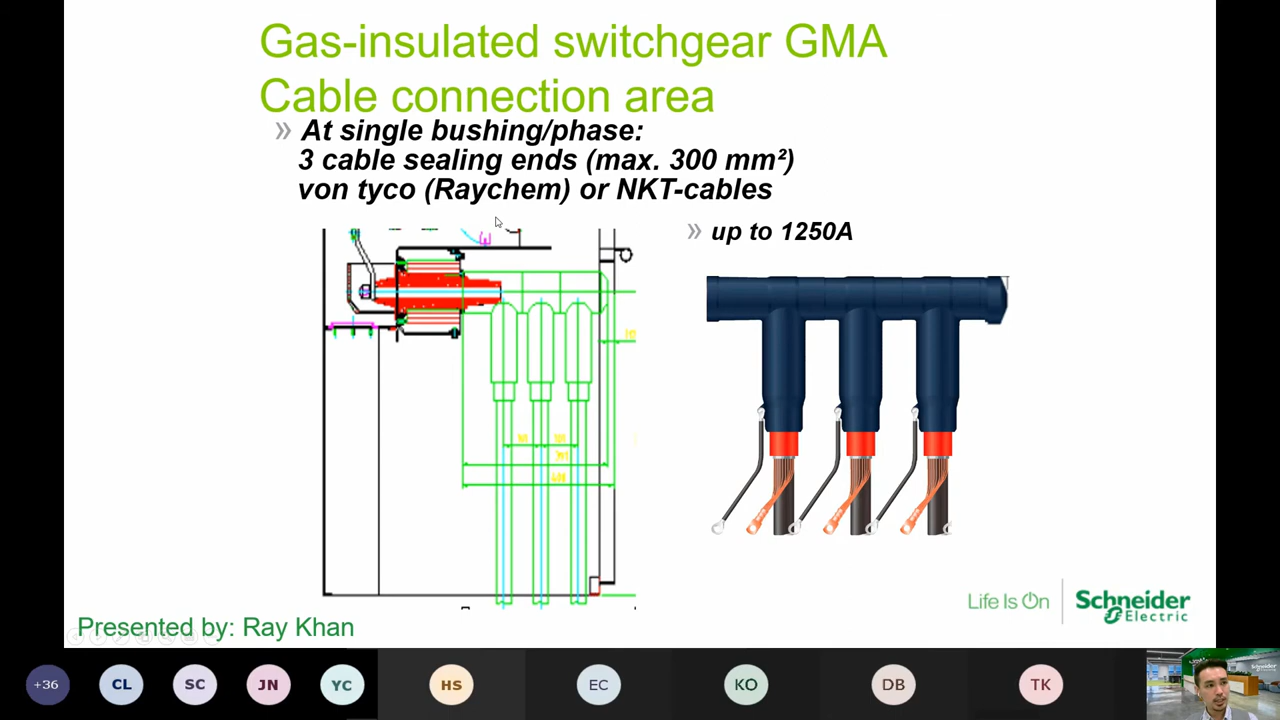 Gas-insulated switchgear GMA
Cable connection area
» At single bushing/phase:
3 cable sealing ends (max. 300 mm²)
von tyco (Raychem) or NKT-cables
» up to 1250A
Life Is On
Schneider
Electric
Presented by: Ray Khan
+36
CL
SC
JN
YC
HS
EC
KO
DB
TK